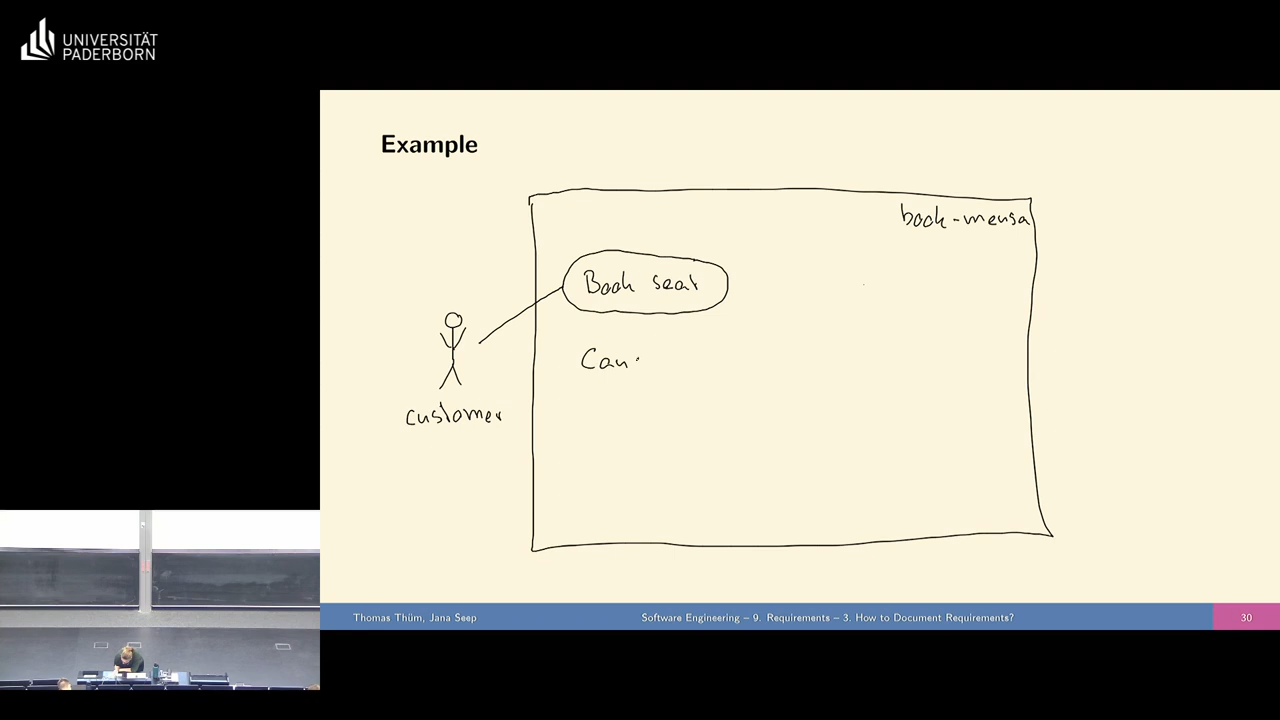 UNIVERSITÄT
PADERBORN
Example
book-mensa
Book seat
Can
customer
Thomas Thüm, Jana Seep
Software Engineering – 9. Requirements – 3. How to Document Requirements?
30